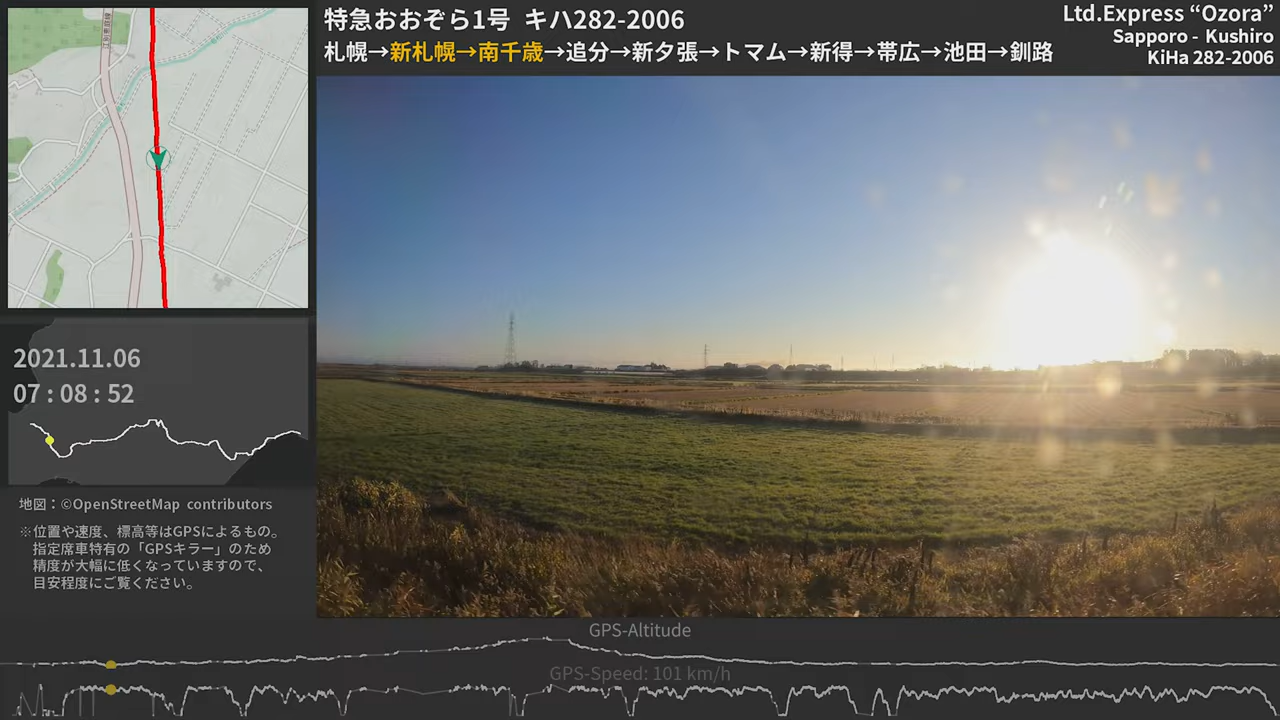 特急おおぞら1号 キハ282-2006
札幌→新札幌→南千歳→追分→新夕張→トマム→新得→帯広→池田→釧路
Ltd.Express “Ozora”
Sapporo - Kushiro
KiHa 282-2006
2021.11.06
07 : 08 : 52
地図：©OpenStreetMap contributors
※位置や速度、標高等はGPSによるもの。
指定席車特有の「GPSキラー」のため
精度が大幅に低くなっていますので、
目安程度にご覧ください。
GPS-Altitude
GPS-Speed: 101 km/h